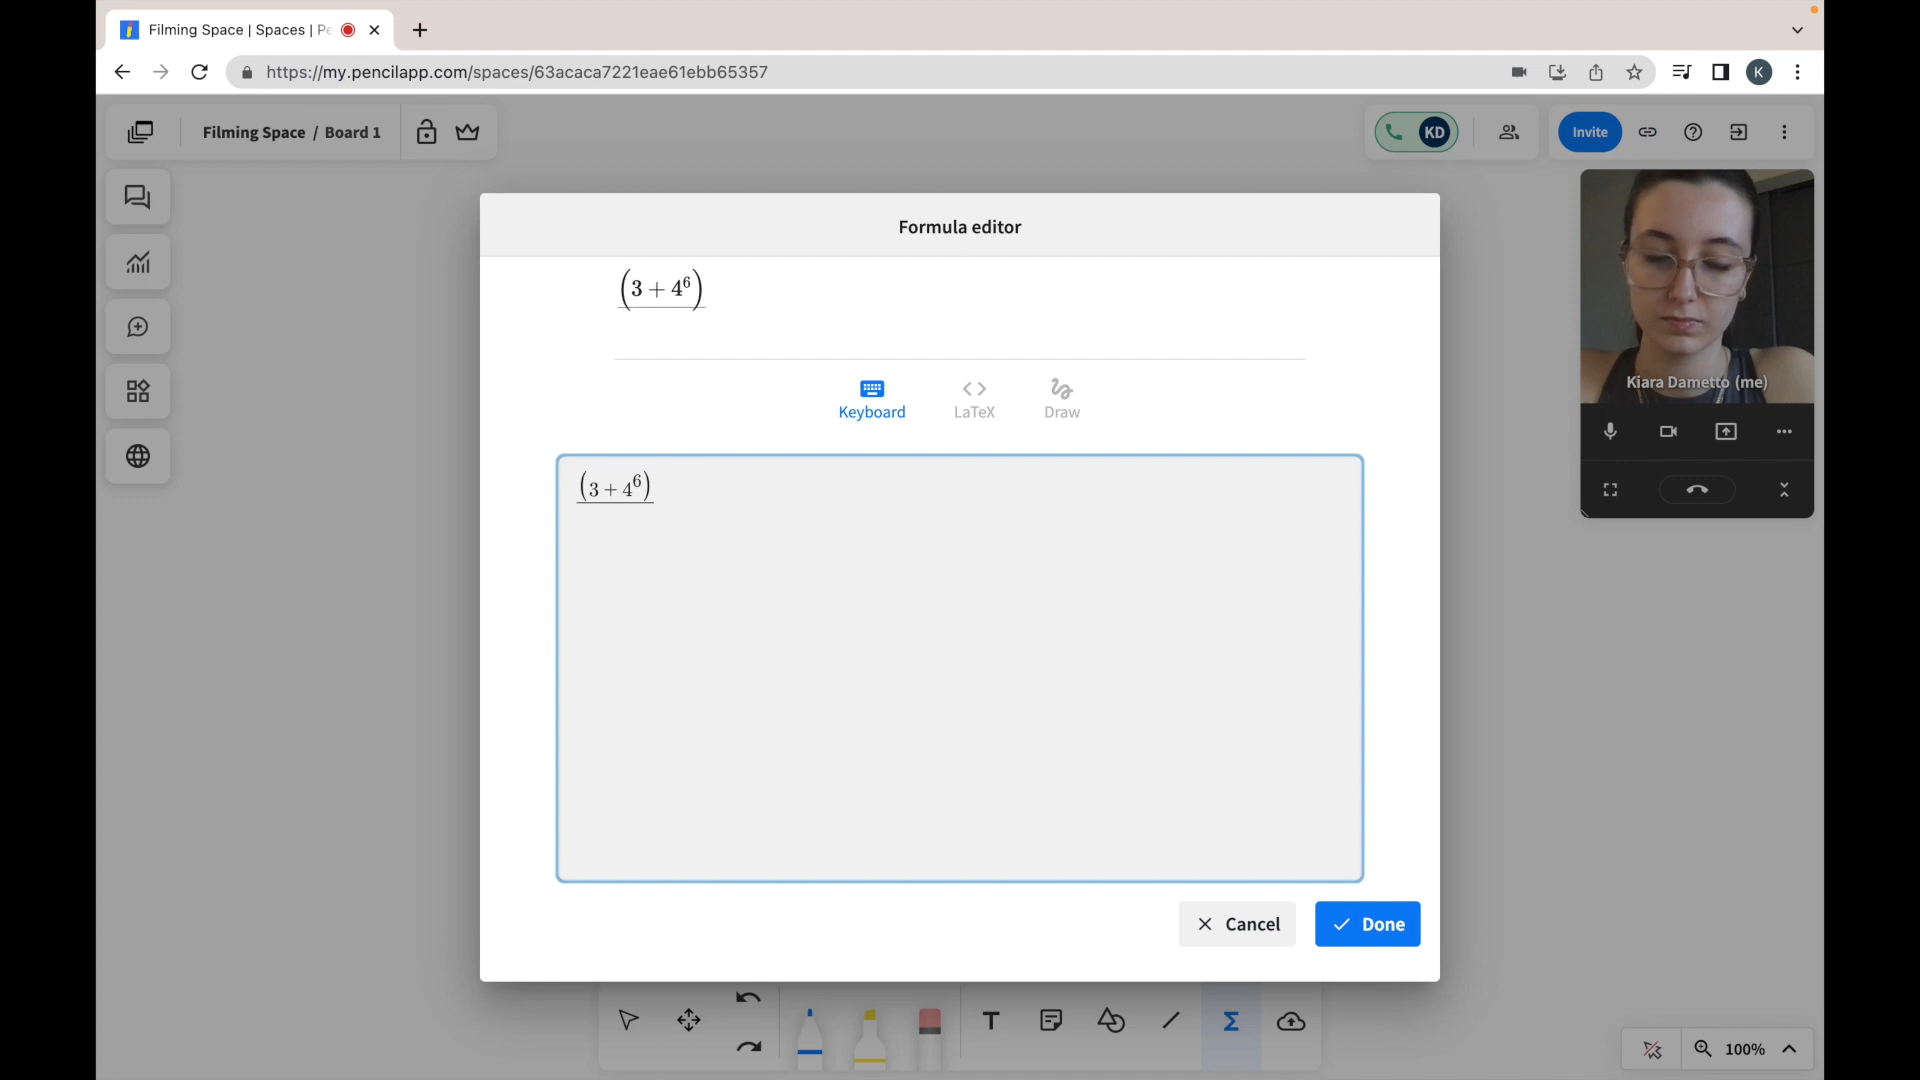 Filming Space | Spaces | Pe
https://my.pencilapp.com/spaces/63acaca7221eae61ebb65357
K
Filming Space / Board 1
KD
Invite
Formula editor
(3 + 4⁶)
Keyboard
LaTeX
Draw
(3 + 4⁶)
Kiara Dametto (me)
Cancel
Done
T
Σ
100%